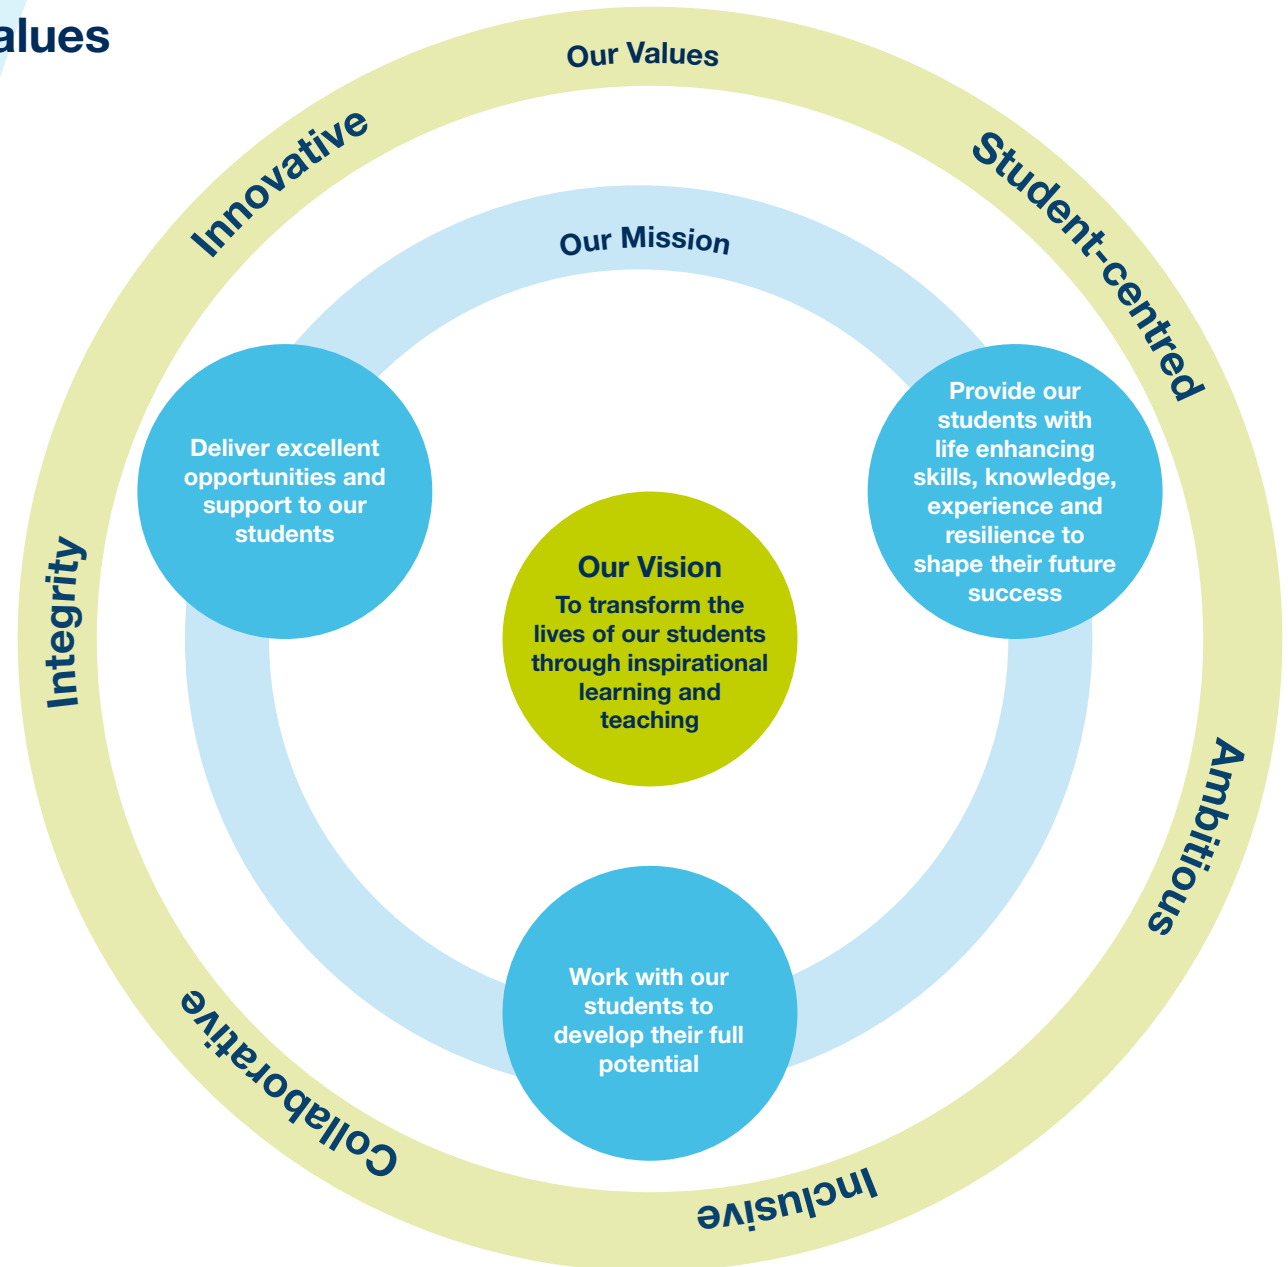 alues
Our Values
Innovative
Student-centred
Our Mission
Deliver excellent
opportunities and
support to our
students
Provide our
students with
life enhancing
skills, knowledge,
experience and
resilience to
shape their future
success
Integrity
Our Vision
To transform the
lives of our students
through inspirational
learning and
teaching
Ambitious
Work with our
students to
develop their full
potential
Collaborative
Inclusive